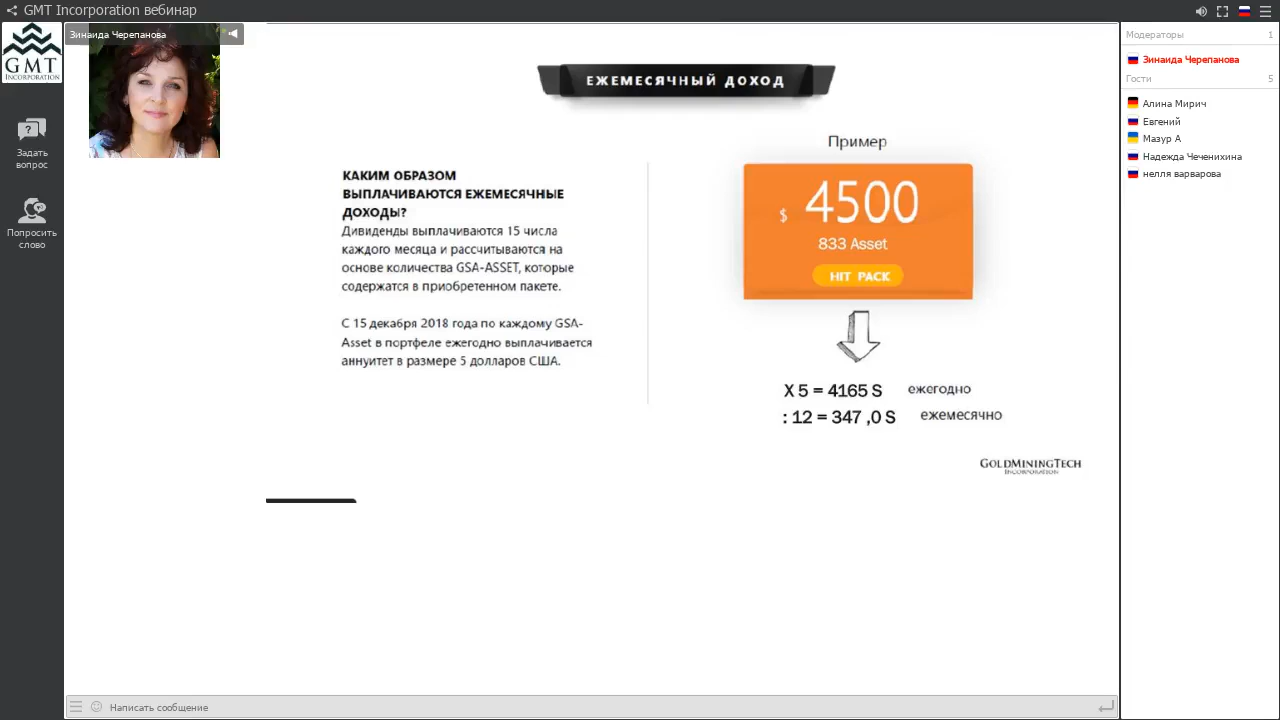 GMT Incorporation вебинар
Зинаида Черепанова
GMT
INCORPORATION
Задать
вопрос
Попросить
слово
ЕЖЕМЕСЯЧНЫЙ ДОХОД
КАКИМ ОБРАЗОМ
ВЫПЛАЧИВАЮТСЯ ЕЖЕМЕСЯЧНЫЕ
ДОХОДЫ?
Дивиденды выплачиваются 15 числа
каждого месяца и рассчитываются на
основе количества GSA-ASSET, которые
содержатся в приобретенном пакете.
С 15 декабря 2018 года по каждому GSA-
Asset в портфеле ежегодно выплачивается
аннуитет в размере 5 долларов США.
Пример
$ 4500
833 Asset
HIT PACK
X 5 = 4165 S ежегодно
: 12 = 347 ,0 S ежемесячно
GOLDMININGTECH
INCORPORATION
Модераторы 1
Зинаида Черепанова
Гости 5
Алина Мирич
Евгений
Мазур А
Надежда Чеченихина
нелля варварова
Написать сообщение